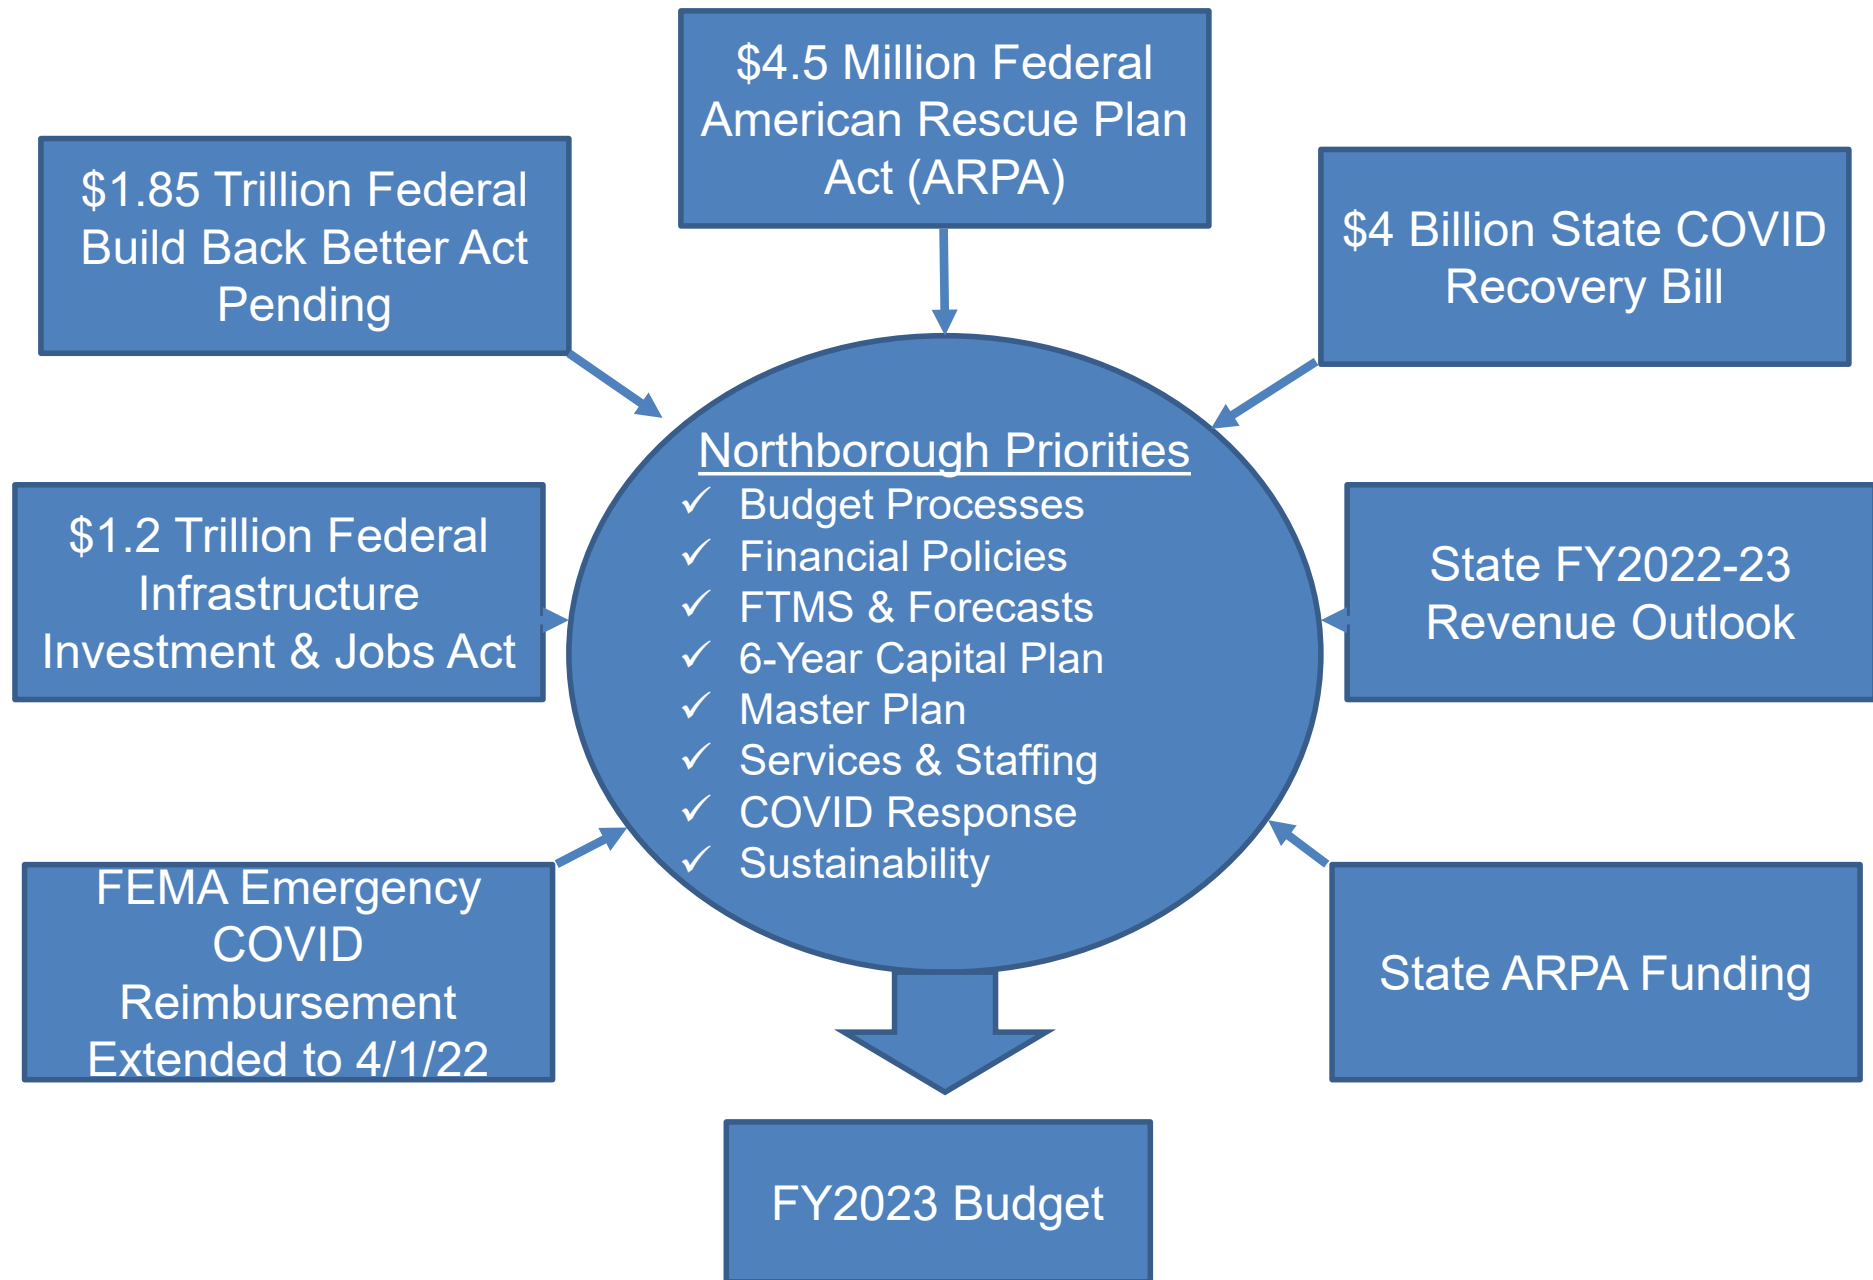 $4.5 Million Federal
American Rescue Plan
Act (ARPA)
$1.85 Trillion Federal
Build Back Better Act
Pending
$4 Billion State COVID
Recovery Bill
Northborough Priorities
✓ Budget Processes
✓ Financial Policies
✓ FTMS & Forecasts
✓ 6-Year Capital Plan
✓ Master Plan
✓ Services & Staffing
✓ COVID Response
✓ Sustainability
$1.2 Trillion Federal
Infrastructure
Investment & Jobs Act
State FY2022-23
Revenue Outlook
FEMA Emergency
COVID
Reimbursement
Extended to 4/1/22
State ARPA Funding
FY2023 Budget